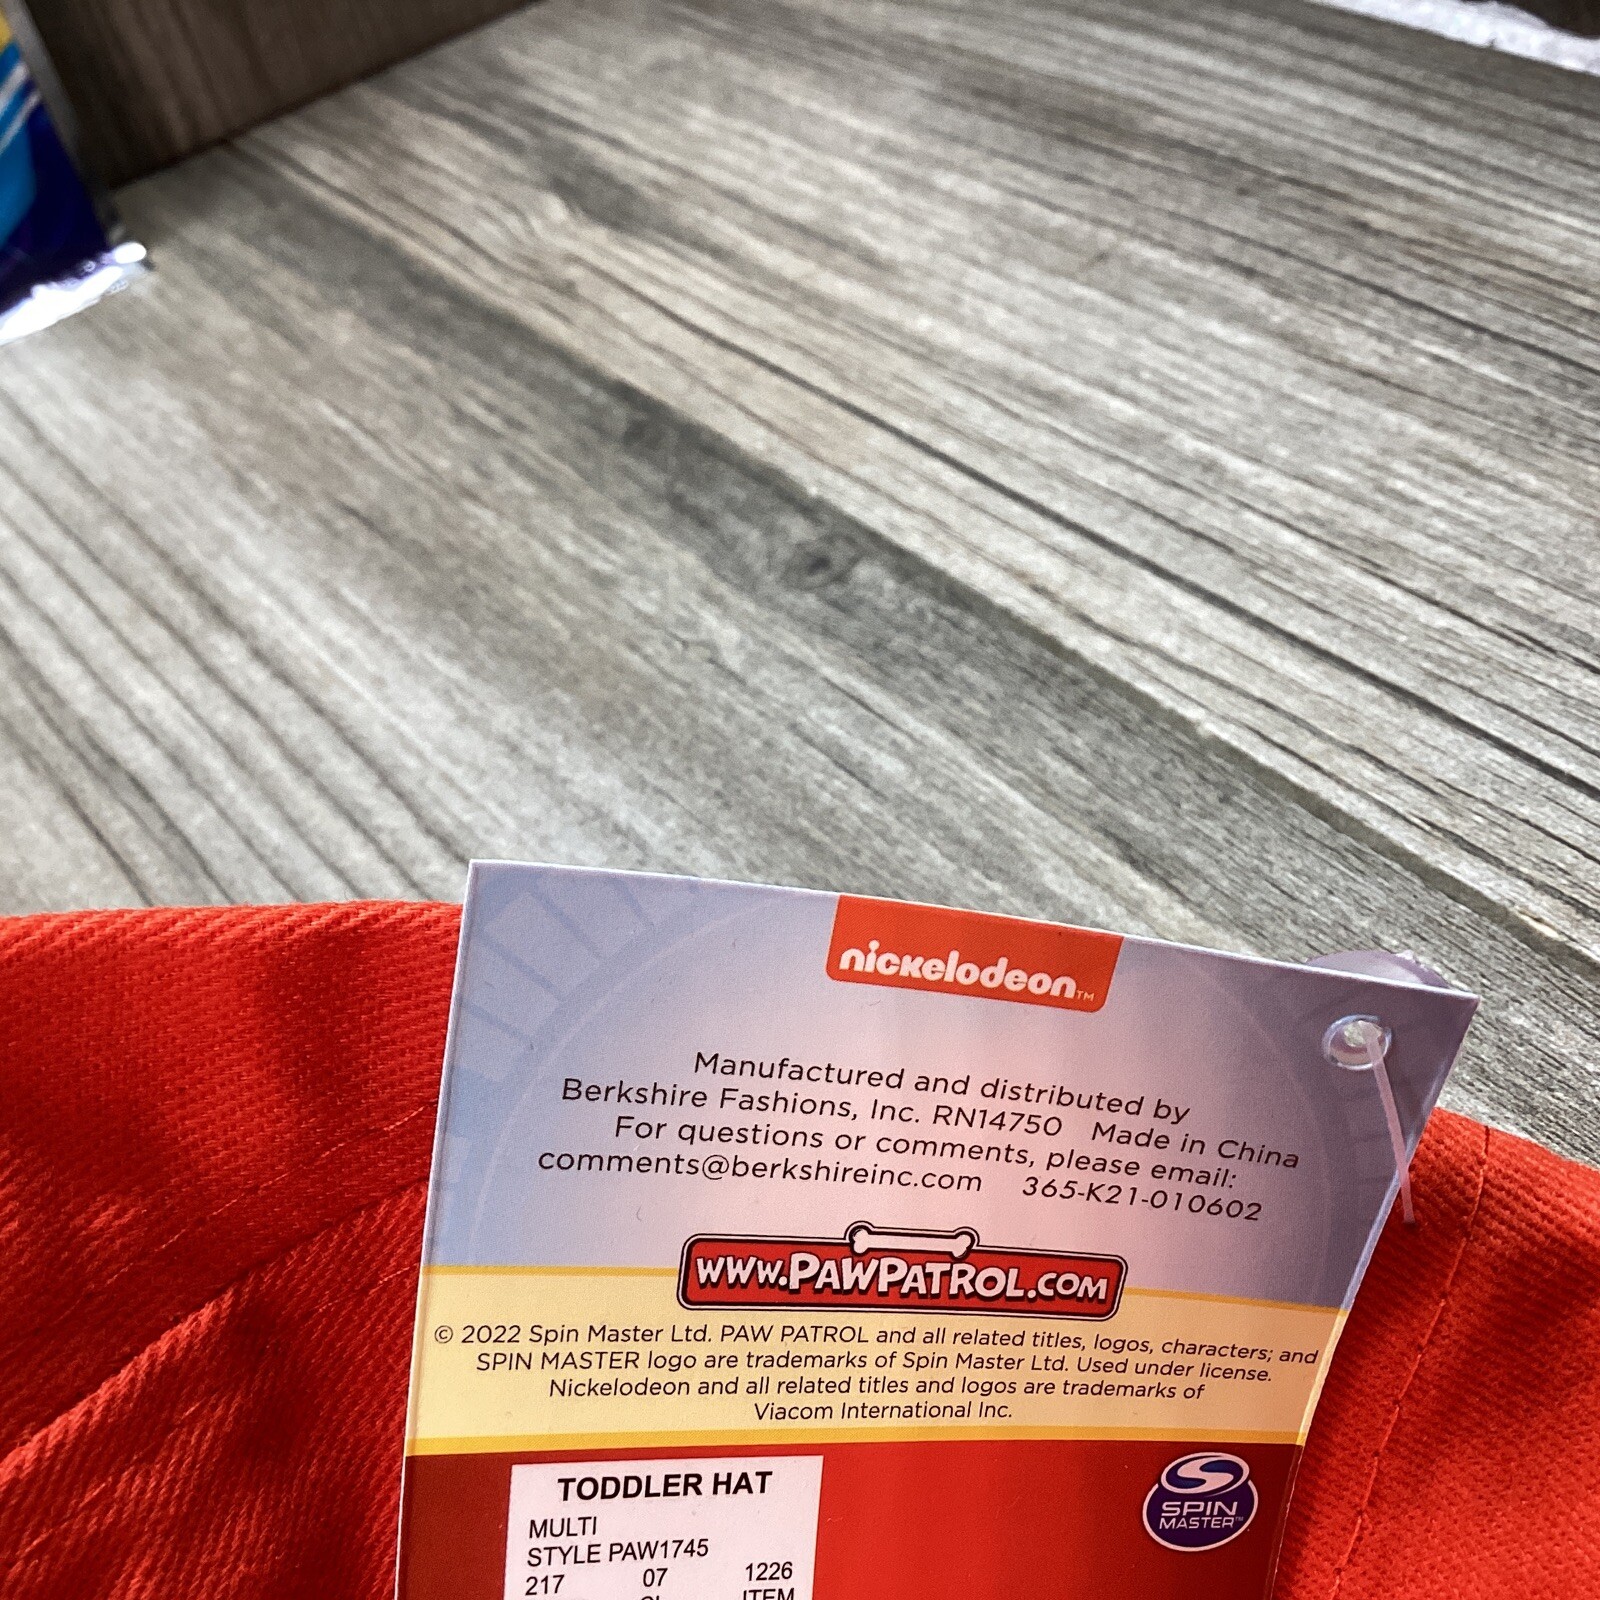 nickelodeon™
Manufactured and distributed by
Berkshire Fashions, Inc. RN14750 Made in China
For questions or comments, please email:
comments@berkshireinc.com 365-K21-010602
WWW.PAWPATROL.COM
© 2022 Spin Master Ltd. PAW PATROL and all related titles, logos, characters; and
SPIN MASTER logo are trademarks of Spin Master Ltd. Used under license.
Nickelodeon and all related titles and logos are trademarks of
Viacom International Inc.
TODDLER HAT
MULTI
STYLE PAW1745
217 07 1226
ITEM
SPIN
MASTER™